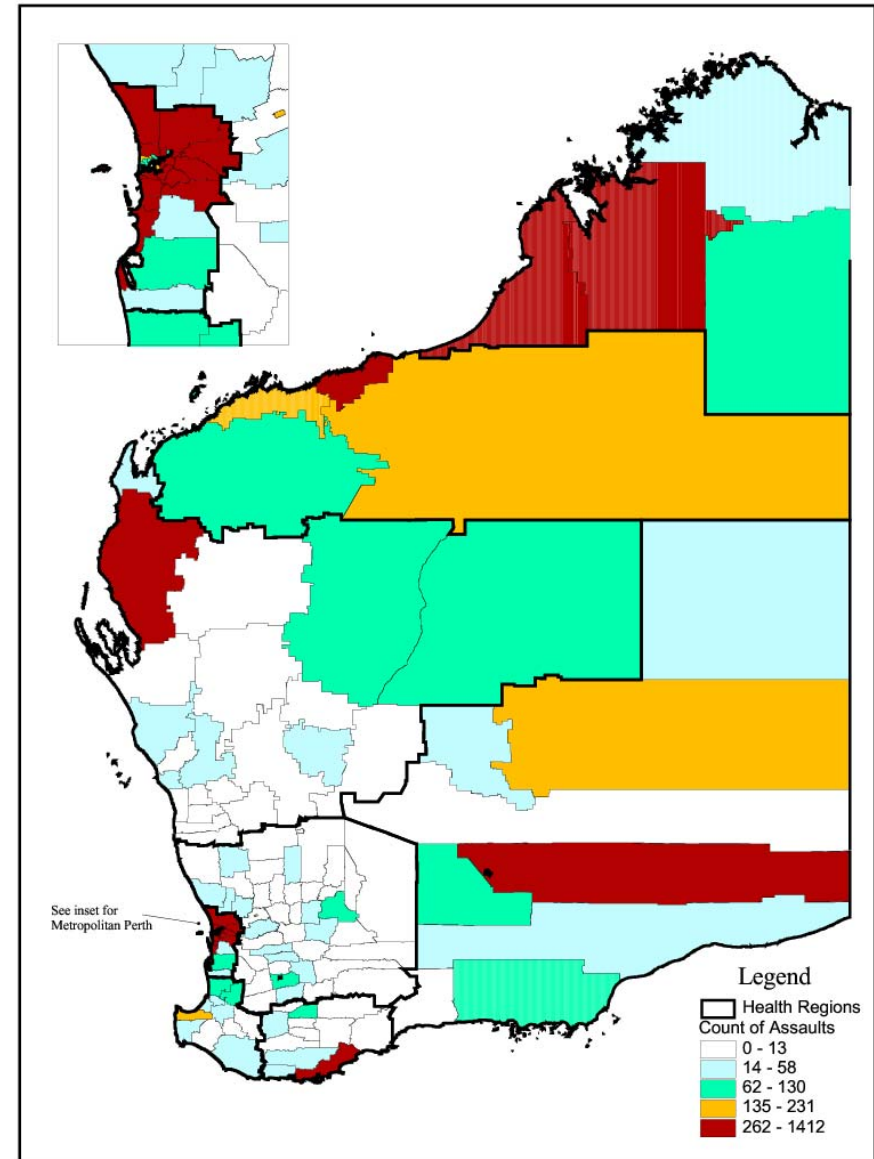 See inset for
Metropolitan Perth
Legend
Health Regions
Count of Assaults
0 - 13
14 - 58
62 - 130
135 - 231
262 - 1412